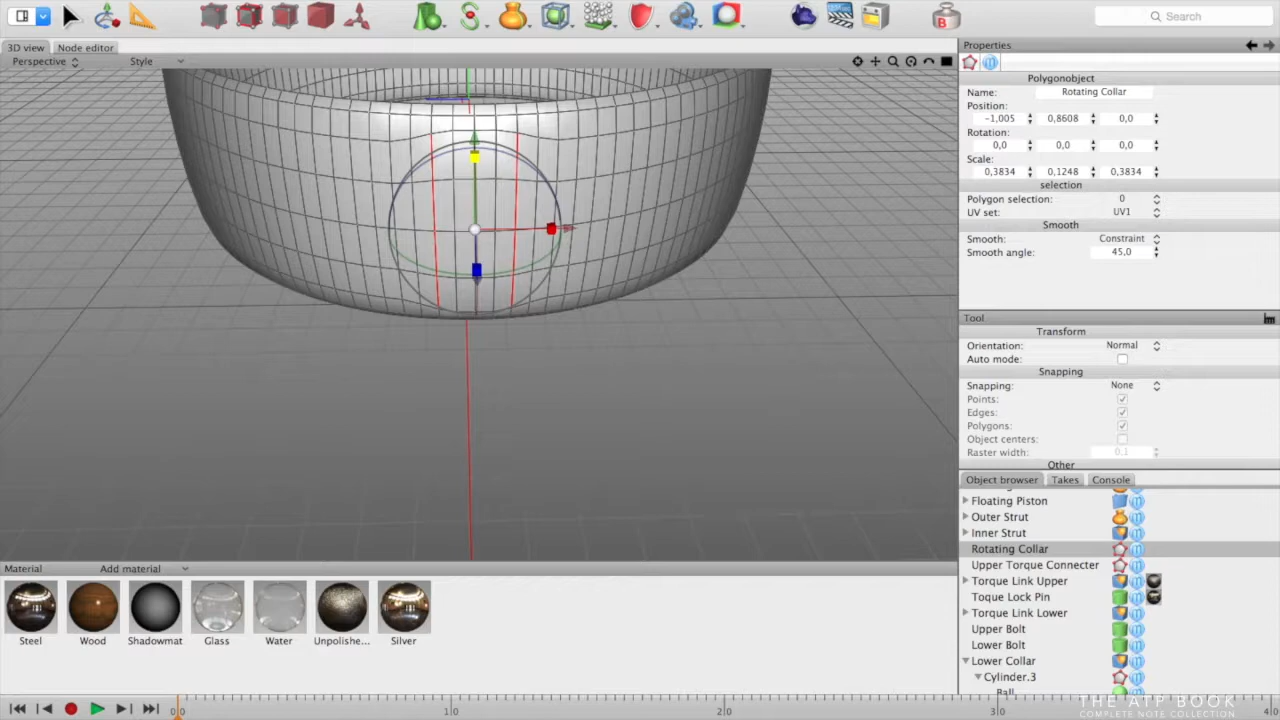 Search
3D view
Node editor
Perspective
Style
Properties
Polygonobject
Name:
Rotating Collar
Position:
-1,005
0,8608
0,0
Rotation:
0,0
0,0
0,0
Scale:
0,3834
0,1248
0,3834
selection
Polygon selection:
0
UV set:
UV1
Smooth
Smooth:
Constraint
Smooth angle:
45,0
Tool
Transform
Orientation:
Normal
Auto mode:
Snapping
Snapping:
None
Points:
Edges:
Polygons:
Object centers:
Raster width:
0,1
Other
Object browser
Takes
Console
Floating Piston
Outer Strut
Inner Strut
Rotating Collar
Upper Torque Connecter
Torque Link Upper
Toque Lock Pin
Torque Link Lower
Upper Bolt
Lower Bolt
Lower Collar
Cylinder.3
Ball
Material
Add material
Steel
Wood
Shadowmat
Glass
Water
Unpolishe...
Silver
0,0
1,0
2,0
3,0
4,0
THE ATP BOOK
COMPLETE NOTE COLLECTION